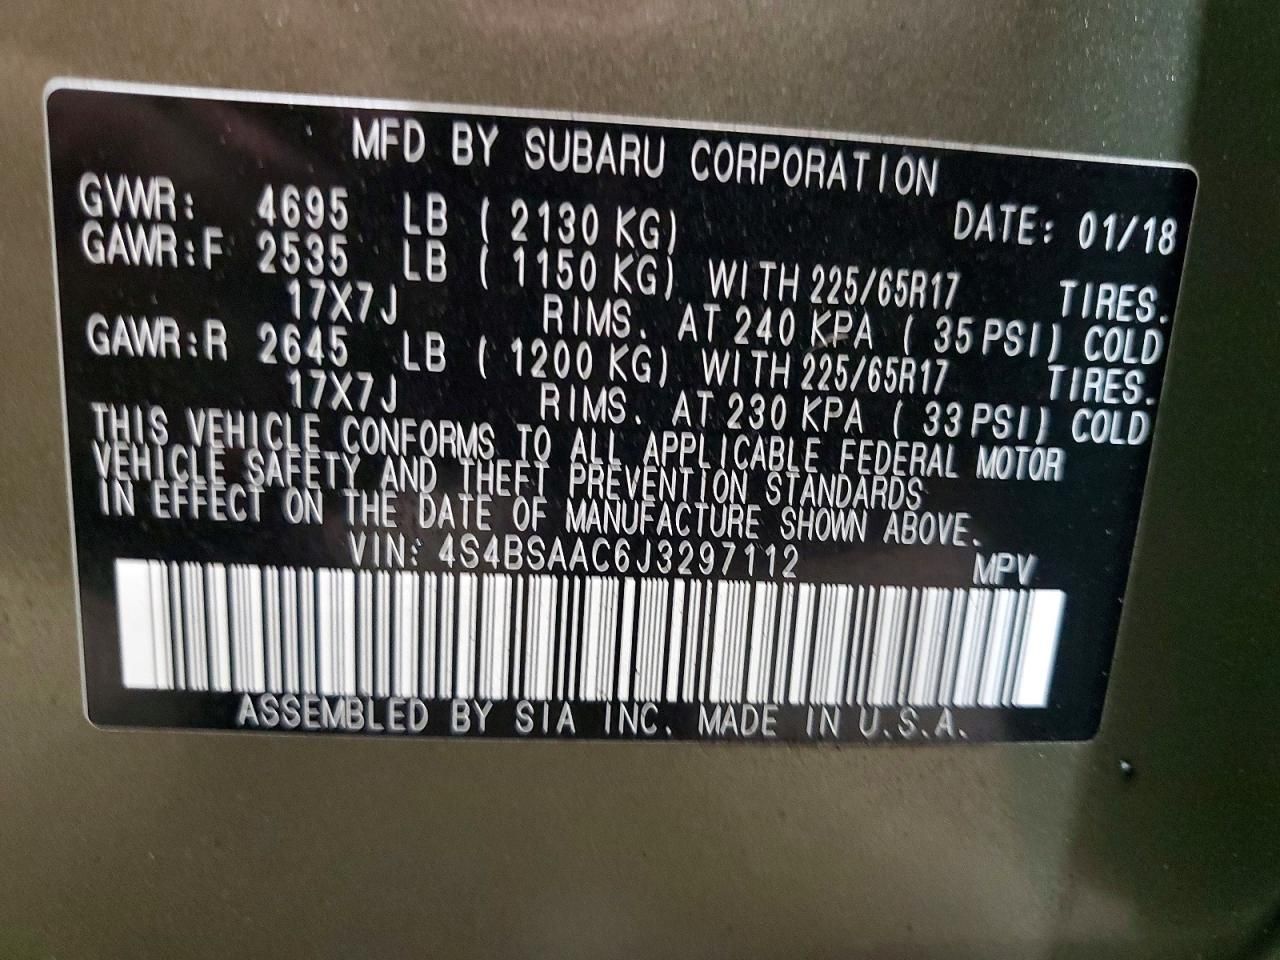 MFD BY SUBARU CORPORATION
GVWR: 4695 LB ( 2130 KG) DATE: 01/18
GAWR:F 2535 LB ( 1150 KG) WITH 225/65R17 TIRES.
17X7J RIMS. AT 240 KPA ( 35 PSI) COLD
GAWR:R 2645 LB ( 1200 KG) WITH 225/65R17 TIRES.
17X7J RIMS. AT 230 KPA ( 33 PSI) COLD
THIS VEHICLE CONFORMS TO ALL APPLICABLE FEDERAL MOTOR
VEHICLE SAFETY AND THEFT PREVENTION STANDARDS
IN EFFECT ON THE DATE OF MANUFACTURE SHOWN ABOVE.
VIN: 4S4BSAAC6J3297112 MPV
ASSEMBLED BY SIA INC. MADE IN U.S.A.